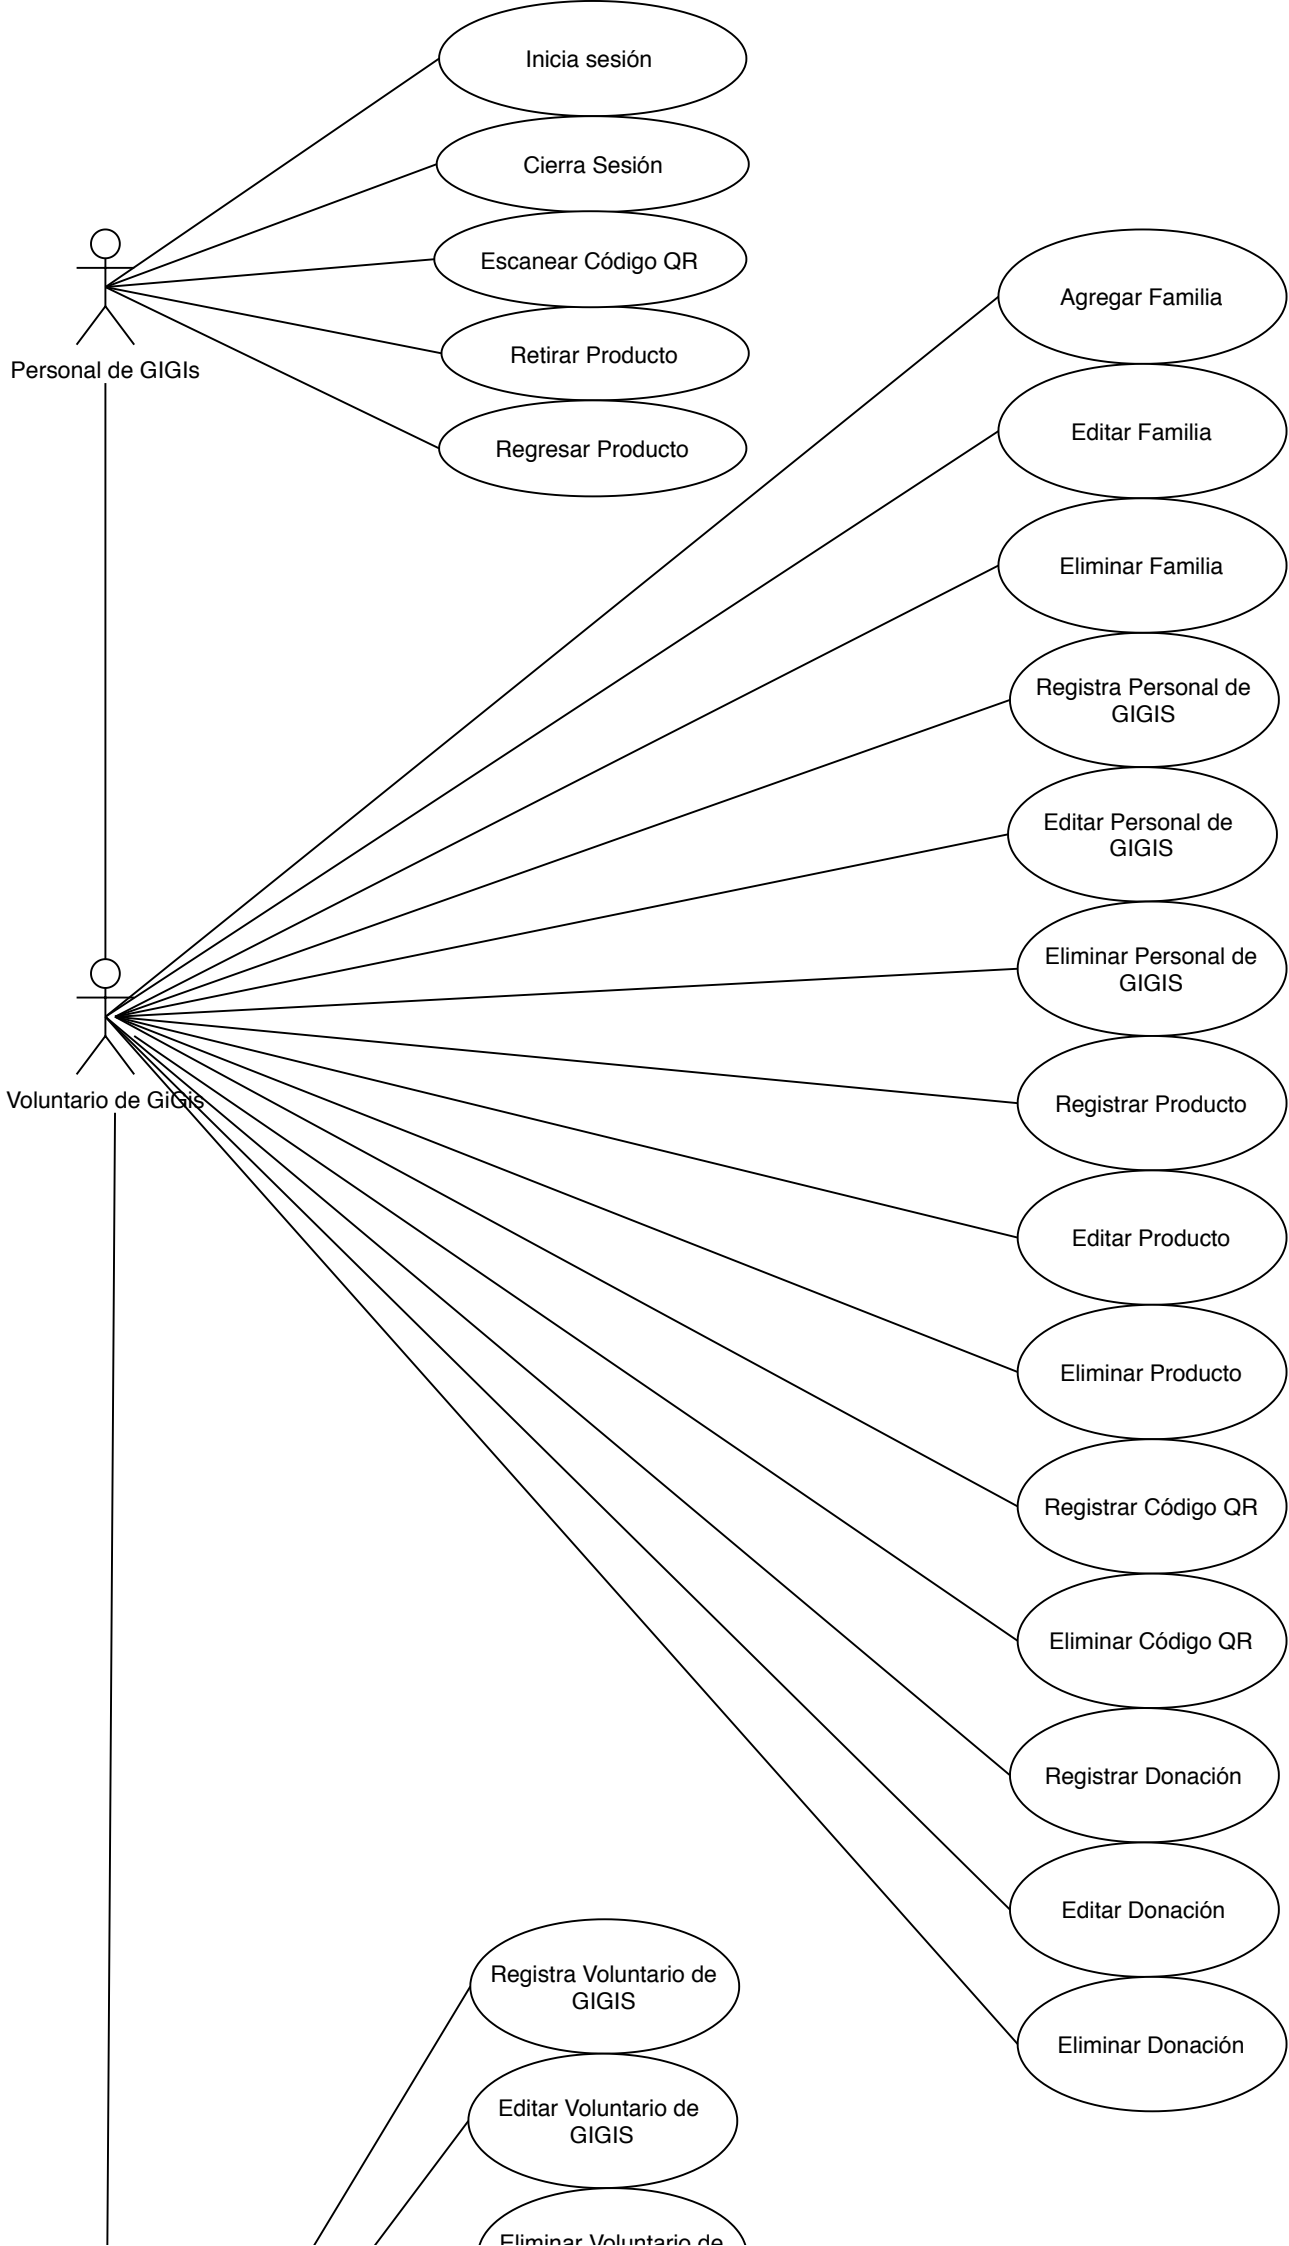 Inicia sesión
Cierra Sesión
Escanear Código QR
Retirar Producto
Regresar Producto
Personal de GIGIs
Agregar Familia
Editar Familia
Eliminar Familia
Registra Personal de
GIGIS
Editar Personal de
GIGIS
Eliminar Personal de
GIGIS
Voluntario de GiGis
Registrar Producto
Editar Producto
Eliminar Producto
Registrar Código QR
Eliminar Código QR
Registrar Donación
Editar Donación
Eliminar Donación
Registra Voluntario de
GIGIS
Editar Voluntario de
GIGIS
Eliminar Voluntario de